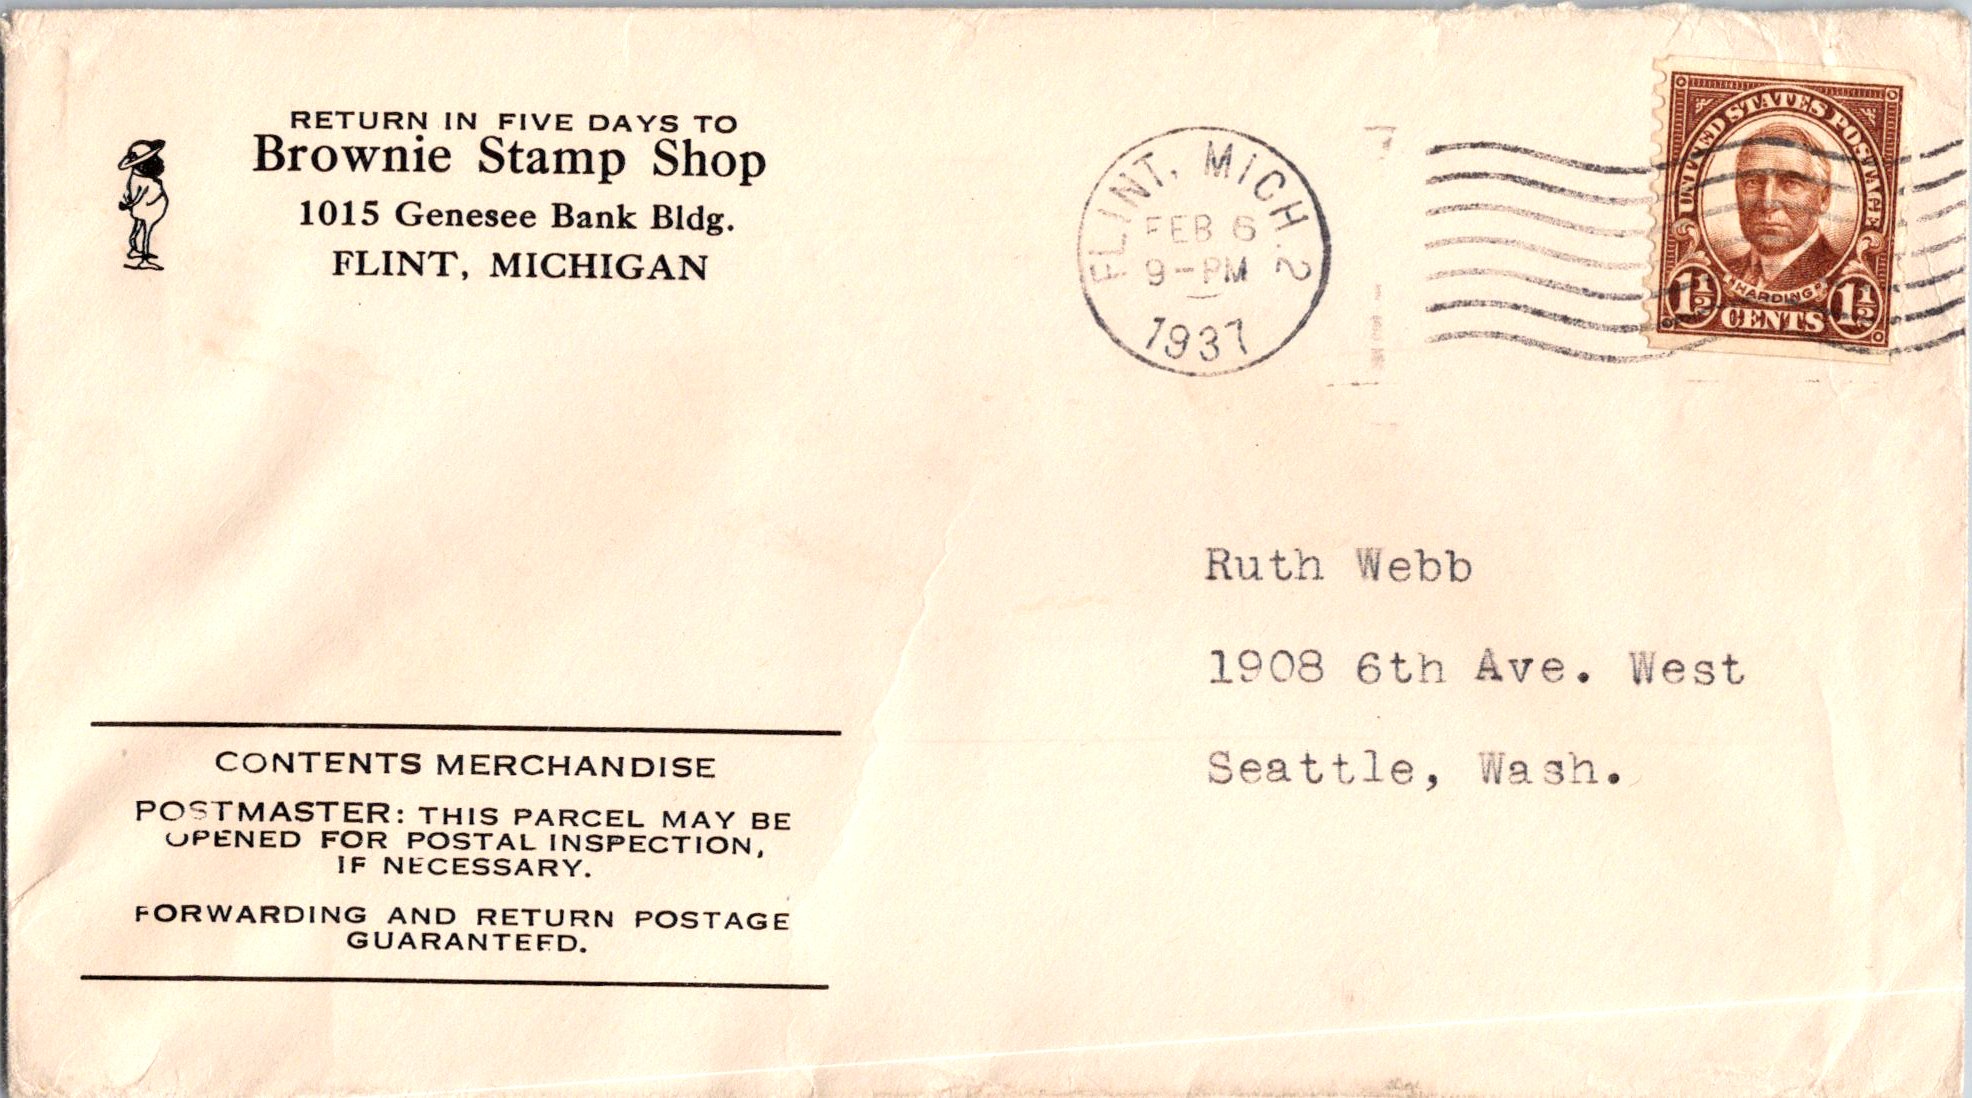 RETURN IN FIVE DAYS TO
Brownie Stamp Shop
1015 Genesee Bank Bldg.
FLINT, MICHIGAN
FLINT, MICH. 2
FEB 6
9-PM
1937
UNITED STATES POSTAGE
HARDING
1½ 1½
CENTS
Ruth Webb
1908 6th Ave. West
Seattle, Wash.
CONTENTS MERCHANDISE
POSTMASTER: THIS PARCEL MAY BE
OPENED FOR POSTAL INSPECTION,
IF NECESSARY.
FORWARDING AND RETURN POSTAGE
GUARANTEED.